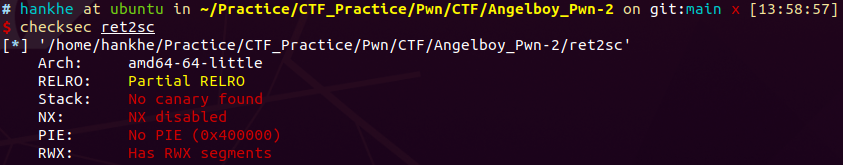 # hankhe at ubuntu in ~/Practice/CTF_Practice/Pwn/CTF/Angelboy_Pwn-2 on git:main x [13:58:57]
$ checksec ret2sc
[*] '/home/hankhe/Practice/CTF_Practice/Pwn/CTF/Angelboy_Pwn-2/ret2sc'
    Arch:     amd64-64-little
    RELRO:    Partial RELRO
    Stack:    No canary found
    NX:       NX disabled
    PIE:      No PIE (0x400000)
    RWX:      Has RWX segments